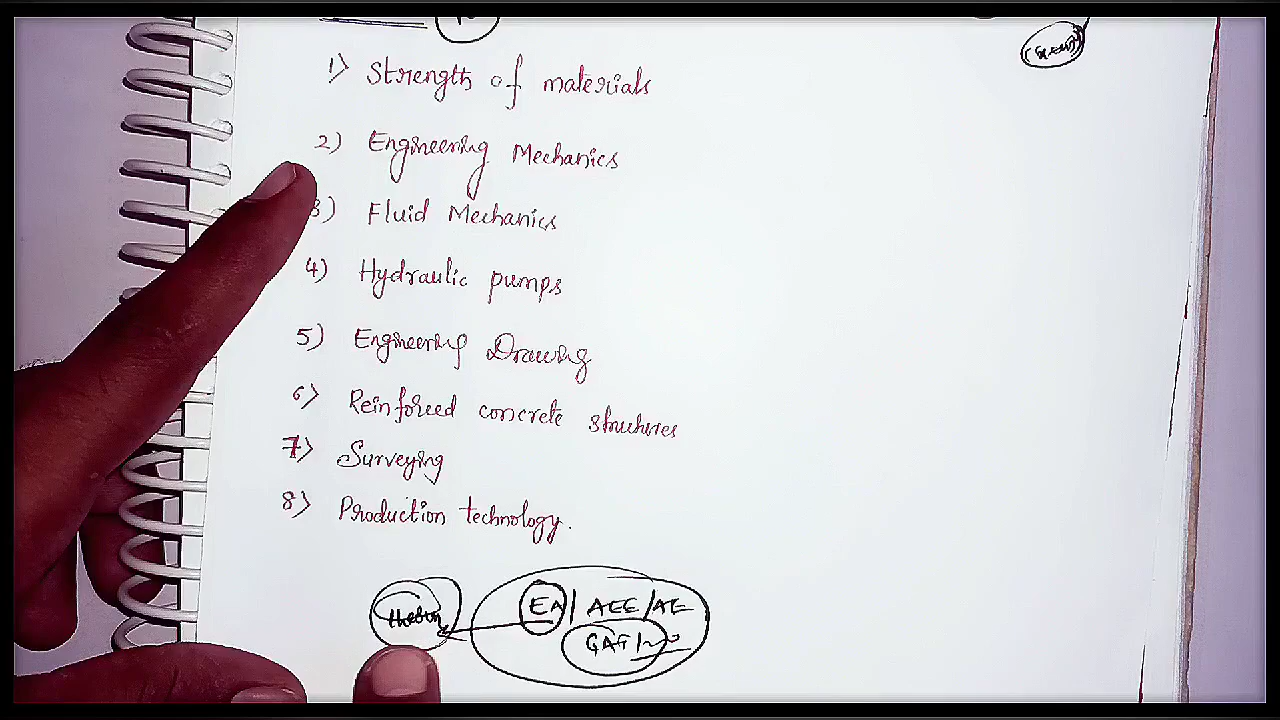 1) Strength of materials
2) Engineering Mechanics
3) Fluid Mechanics
4) Hydraulic pumps
5) Engineering Drawing
6) Reinforced concrete structures
7) Surveying
8) Production technology.
EA / AEE / AE